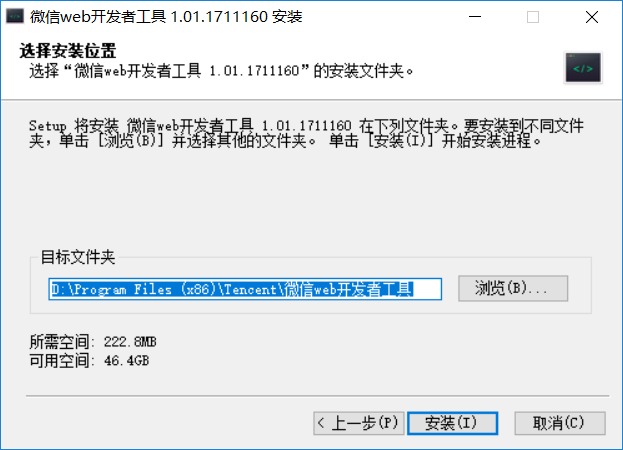 微信web开发者工具 1.01.1711160 安装
选择安装位置
选择“微信web开发者工具 1.01.1711160”的安装文件夹。
</>
Setup 将安装 微信web开发者工具 1.01.1711160 在下列文件夹。要安装到不同文件
夹，单击 [浏览(B)] 并选择其他的文件夹。 单击 [安装(I)] 开始安装进程。
目标文件夹
D:\Program Files (x86)\Tencent\微信web开发者工具
浏览(B)...
所需空间: 222.8MB
可用空间: 46.4GB
< 上一步(P) 安装(I) 取消(C)